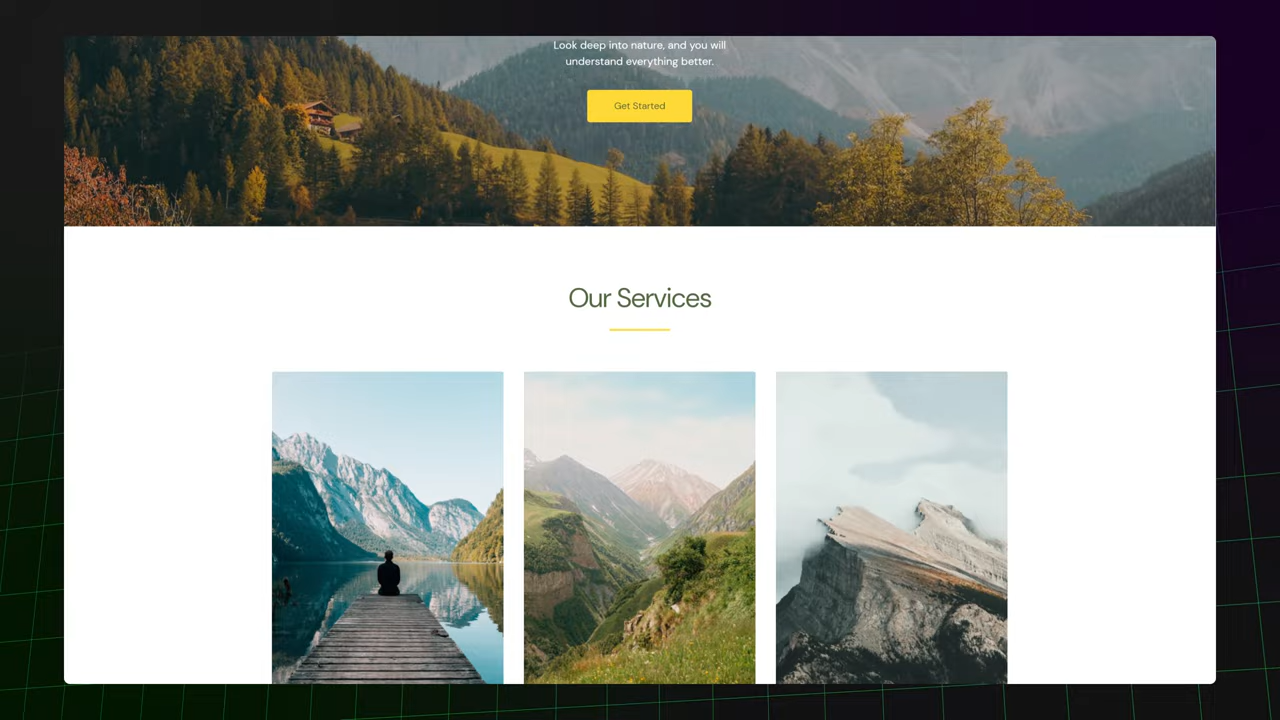 Look deep into nature, and you will
understand everything better.
Get Started
Our Services